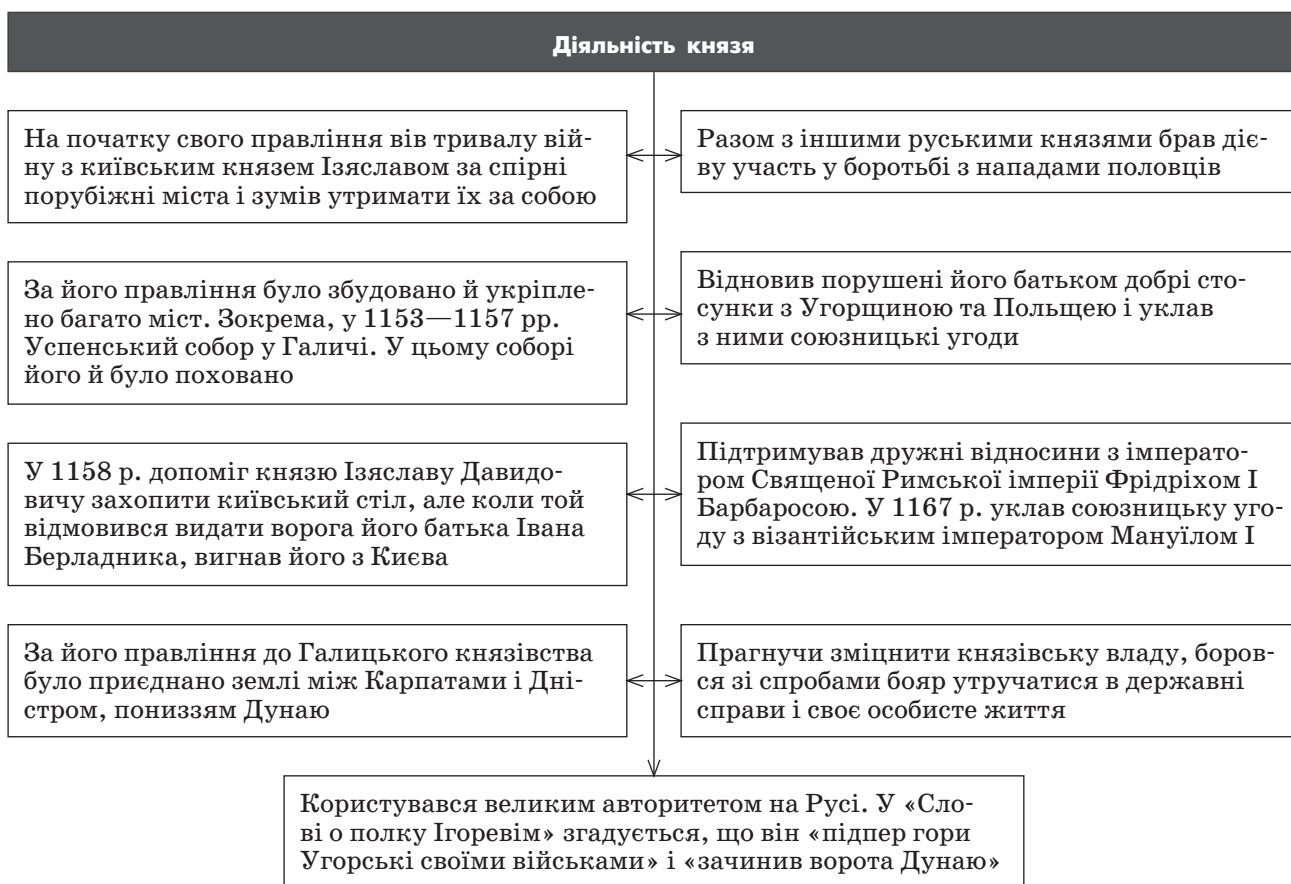 Діяльність князя
На початку свого правління вів тривалу вій-
ну з київським князем Ізяславом за спірні
порубіжні міста і зумів утримати їх за собою
Разом з іншими руськими князями брав діє-
ву участь у боротьбі з нападами половців
За його правління було збудовано й укріпле-
но багато міст. Зокрема, у 1153—1157 рр.
Успенський собор у Галичі. У цьому соборі
його й було поховано
Відновив порушені його батьком добрі сто-
сунки з Угорщиною та Польщею і уклав
з ними союзницькі угоди
У 1158 р. допоміг князю Ізяславу Давидо-
вичу захопити київський стіл, але коли той
відмовився видати ворога його батька Івана
Берладника, вигнав його з Києва
Підтримував дружні відносини з імперато-
ром Священої Римської імперії Фрідріхом I
Барбаросою. У 1167 р. уклав союзницьку уго-
ду з візантійським імператором Мануїлом I
За його правління до Галицького князівства
було приєднано землі між Карпатами і Дні-
стром, пониззям Дунаю
Прагнучи зміцнити князівську владу, боров-
ся зі спробами бояр утручатися в державні
справи і своє особисте життя
Користувався великим авторитетом на Русі. У «Сло-
ві о полку Ігоревім» згадується, що він «підпер гори
Угорські своїми військами» і «зачинив ворота Дунаю»